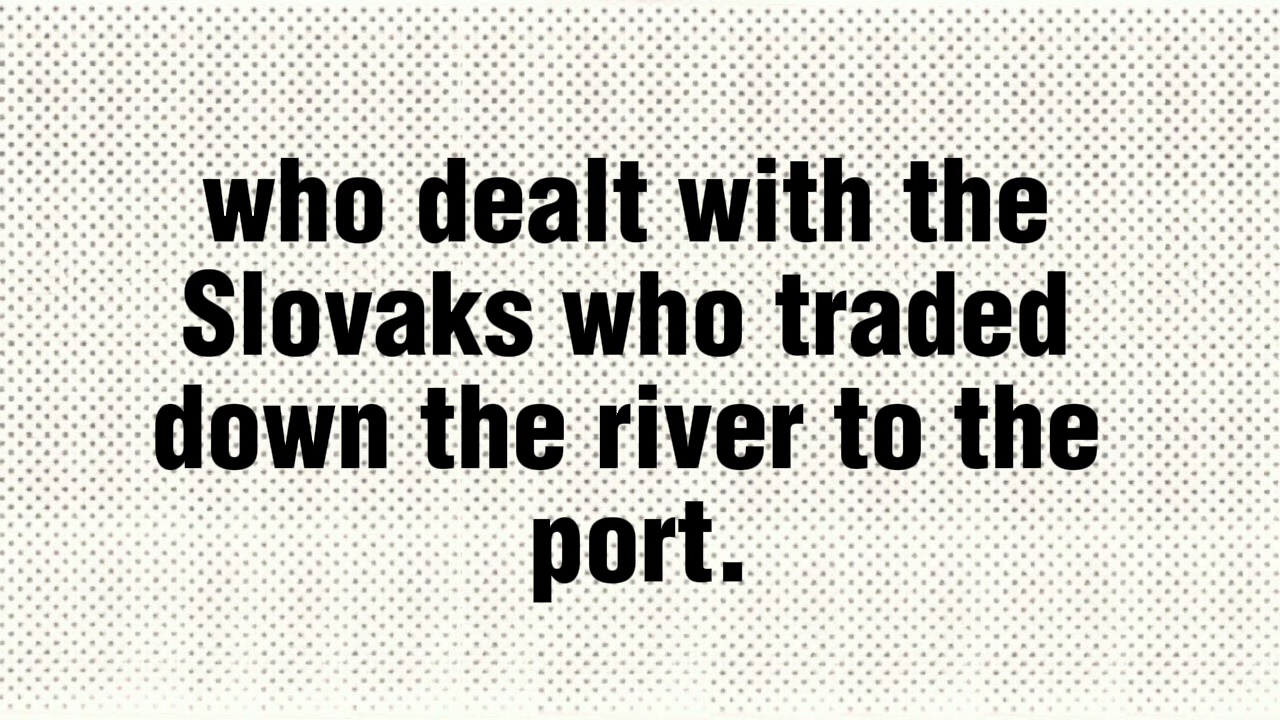 who dealt with the
Slovaks who traded
down the river to the
port.